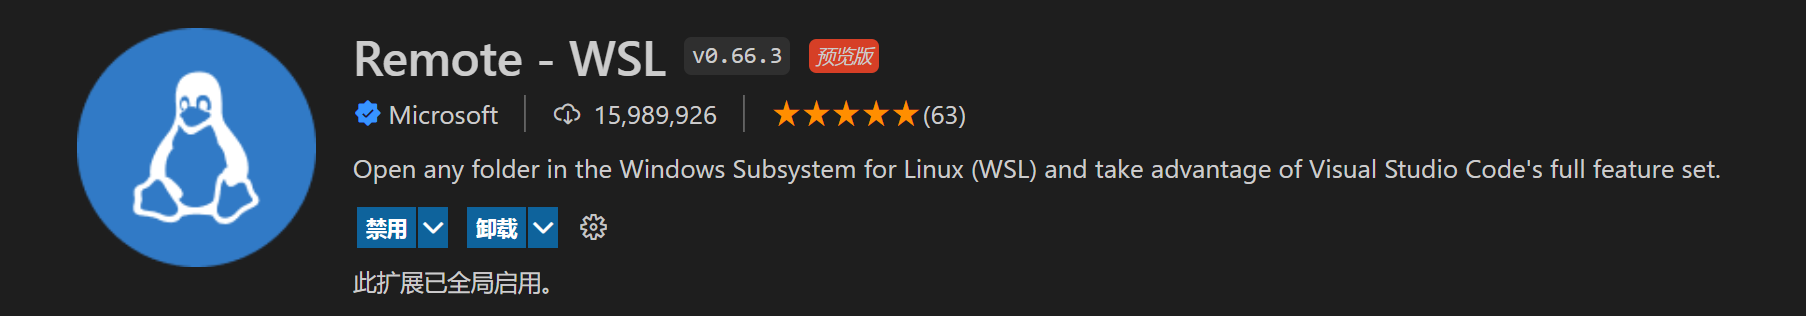 Remote - WSL v0.66.3 预览版
Microsoft 15,989,926 (63)
Open any folder in the Windows Subsystem for Linux (WSL) and take advantage of Visual Studio Code's full feature set.
禁用 卸载
此扩展已全局启用。